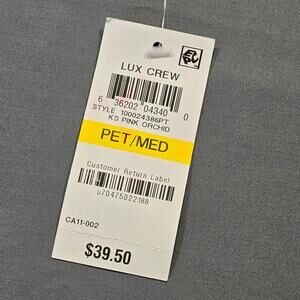 LUX CREW
6 36202 04340 0
STYLE 100024386PT
KS PINK ORCHID
PET/MED
Customer Return Label
U70475022188
CA11-002
$39.50